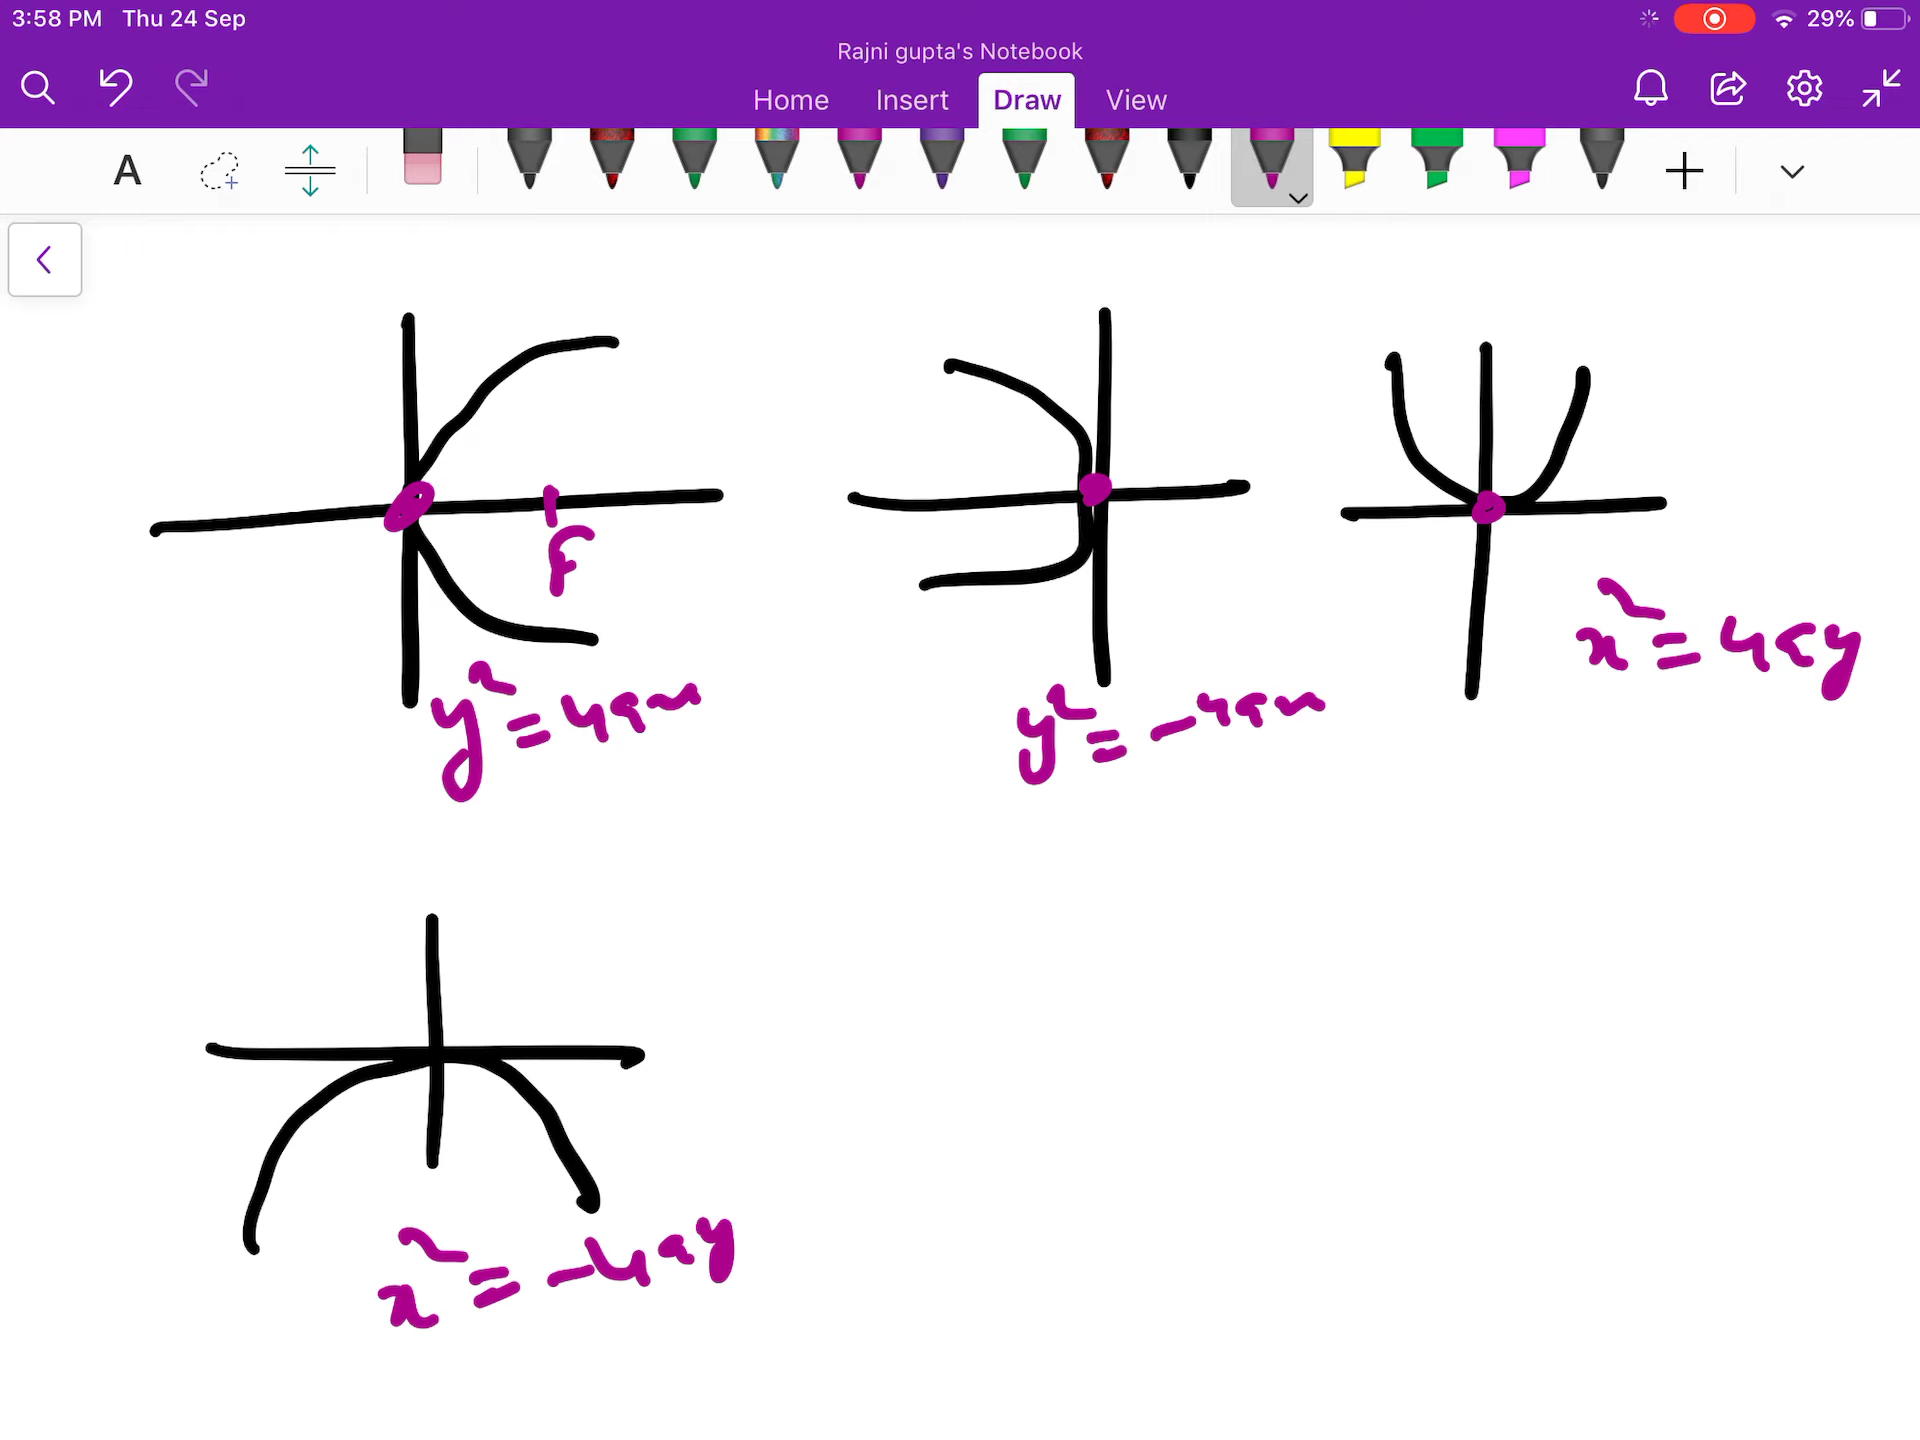 3:58 PM Thu 24 Sep 29%
Rajni gupta's Notebook
Home Insert Draw View
A
F
y² = 4ax
y² = -4ax
x² = 4ay
x² = -4ay